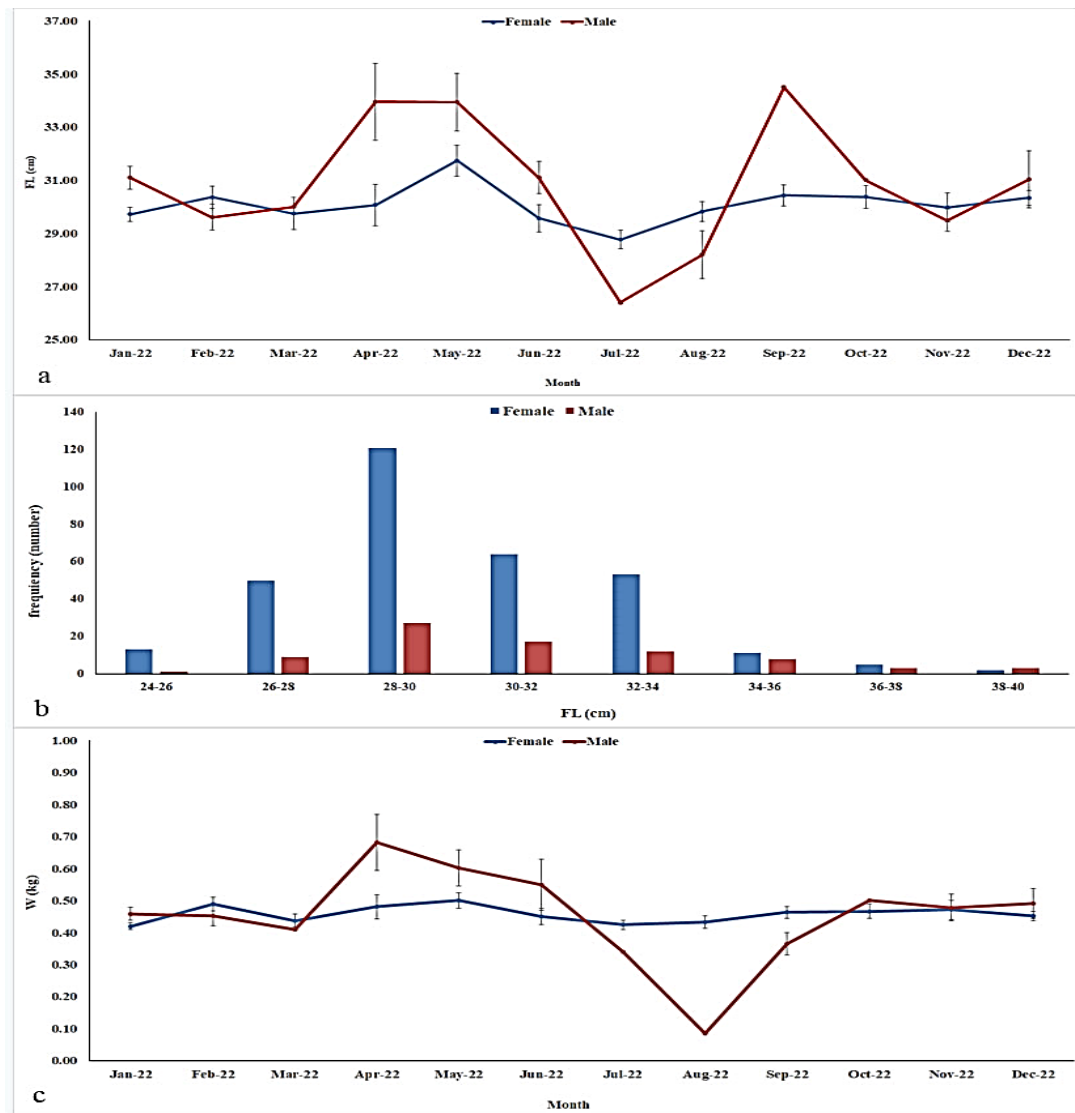 Female Male
37.00
35.00
33.00
31.00
29.00
27.00
25.00
FL (cm)
Jan-22 Feb-22 Mar-22 Apr-22 May-22 Jun-22 Jul-22 Aug-22 Sep-22 Oct-22 Nov-22 Dec-22
Month
a
Female Male
140
120
100
80
60
40
20
0
frequiency (number)
24-26 26-28 28-30 30-32 32-34 34-36 36-38 38-40
FL (cm)
b
Female Male
1.00
0.90
0.80
0.70
0.60
0.50
0.40
0.30
0.20
0.10
0.00
W (kg)
Jan-22 Feb-22 Mar-22 Apr-22 May-22 Jun-22 Jul-22 Aug-22 Sep-22 Oct-22 Nov-22 Dec-22
Month
c